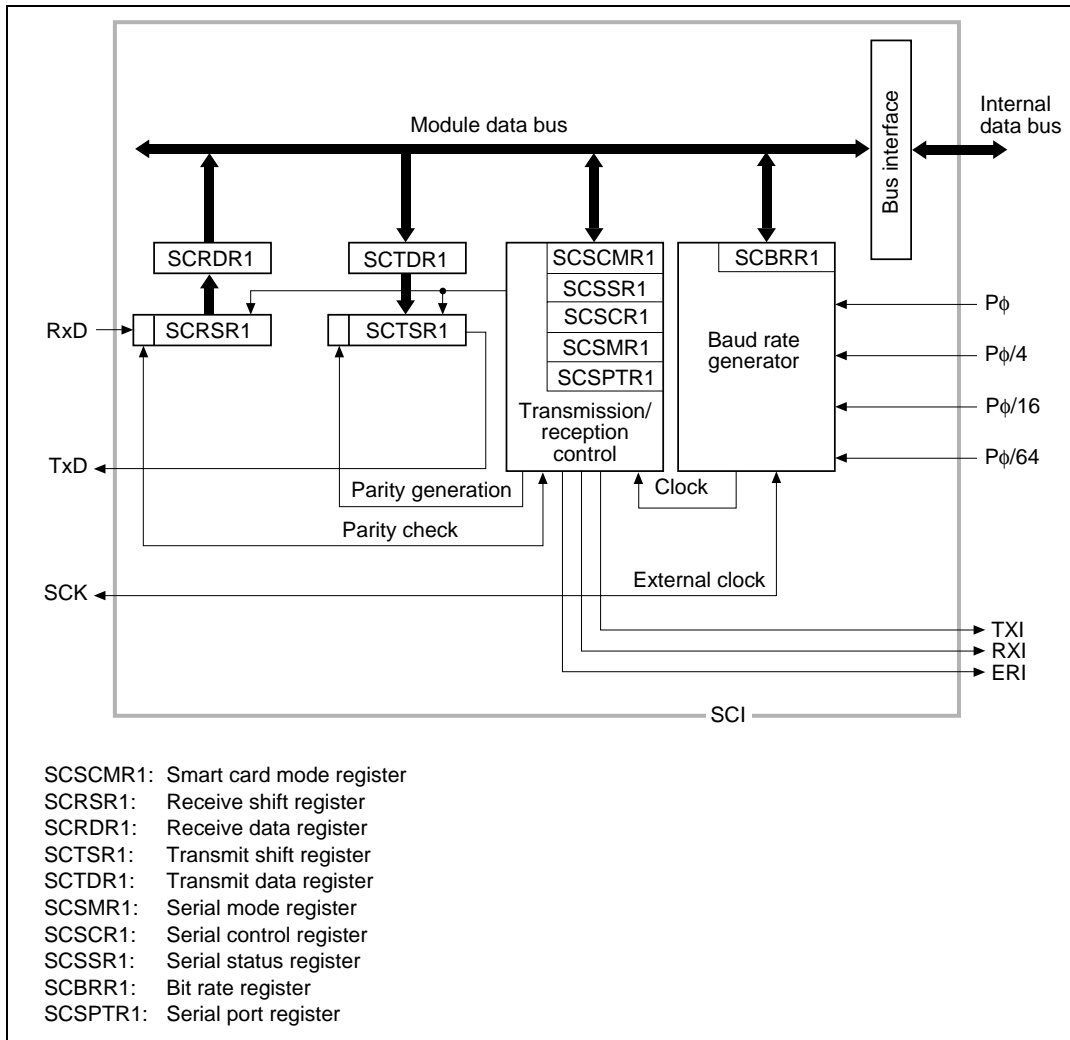 Module data bus
Bus interface
Internal
data bus
SCRDR1
SCTDR1
SCSCMR1
SCSSR1
SCSCR1
SCSMR1
SCSPTR1
Transmission/
reception
control
SCBRR1
Baud rate
generator
RxD
SCRSR1
SCTSR1
Pϕ
Pϕ/4
Pϕ/16
Pϕ/64
TxD
Parity generation
Clock
Parity check
SCK
External clock
TXI
RXI
ERI
SCI
SCSCMR1: Smart card mode register
SCRSR1: Receive shift register
SCRDR1: Receive data register
SCTSR1: Transmit shift register
SCTDR1: Transmit data register
SCSMR1: Serial mode register
SCSCR1: Serial control register
SCSSR1: Serial status register
SCBRR1: Bit rate register
SCSPTR1: Serial port register